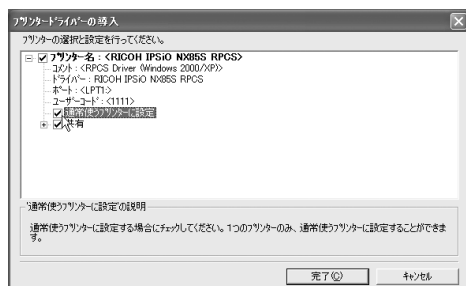 プリンタードライバーの導入
プリンターの選択と設定を行ってください。
プリンター名 : <RICOH IPSiO NX85S RPCS>
コメント : <RPCS Driver (Windows 2000/XP)>
ドライバー : RICOH IPSiO NX85S RPCS
ポート : <LPT1:>
ユーザーコード : <1111>
通常使うプリンターに設定
共有
'通常使うプリンターに設定'の説明
通常使うプリンターに設定する場合にチェックしてください。1つのプリンターのみ、通常使うプリンターに設定することができま
す。
完了(C)
キャンセル